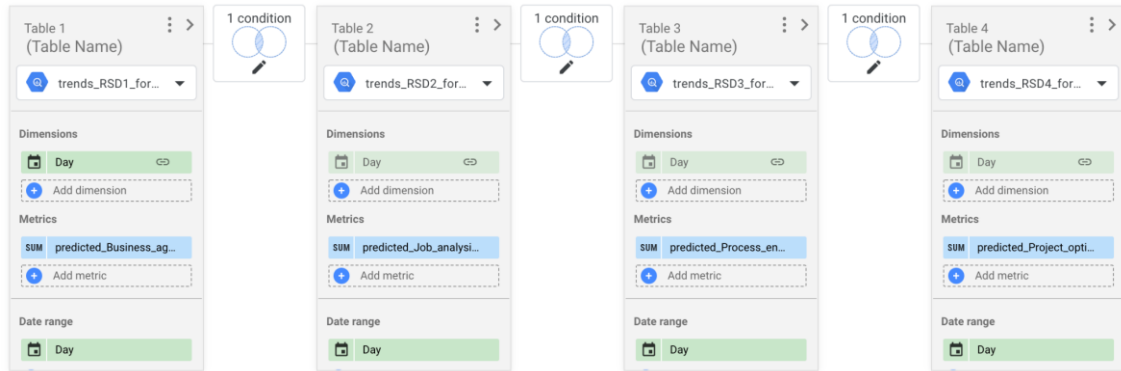 Table 1
(Table Name)
trends_RSD1_for...
Dimensions
Day
Add dimension
Metrics
SUM predicted_Business_ag...
Add metric
Date range
Day
1 condition
Table 2
(Table Name)
trends_RSD2_for...
Dimensions
Day
Add dimension
Metrics
SUM predicted_Job_analysi...
Add metric
Date range
Day
1 condition
Table 3
(Table Name)
trends_RSD3_for...
Dimensions
Day
Add dimension
Metrics
SUM predicted_Process_en...
Add metric
Date range
Day
1 condition
Table 4
(Table Name)
trends_RSD4_for...
Dimensions
Day
Add dimension
Metrics
SUM predicted_Project_opti...
Add metric
Date range
Day